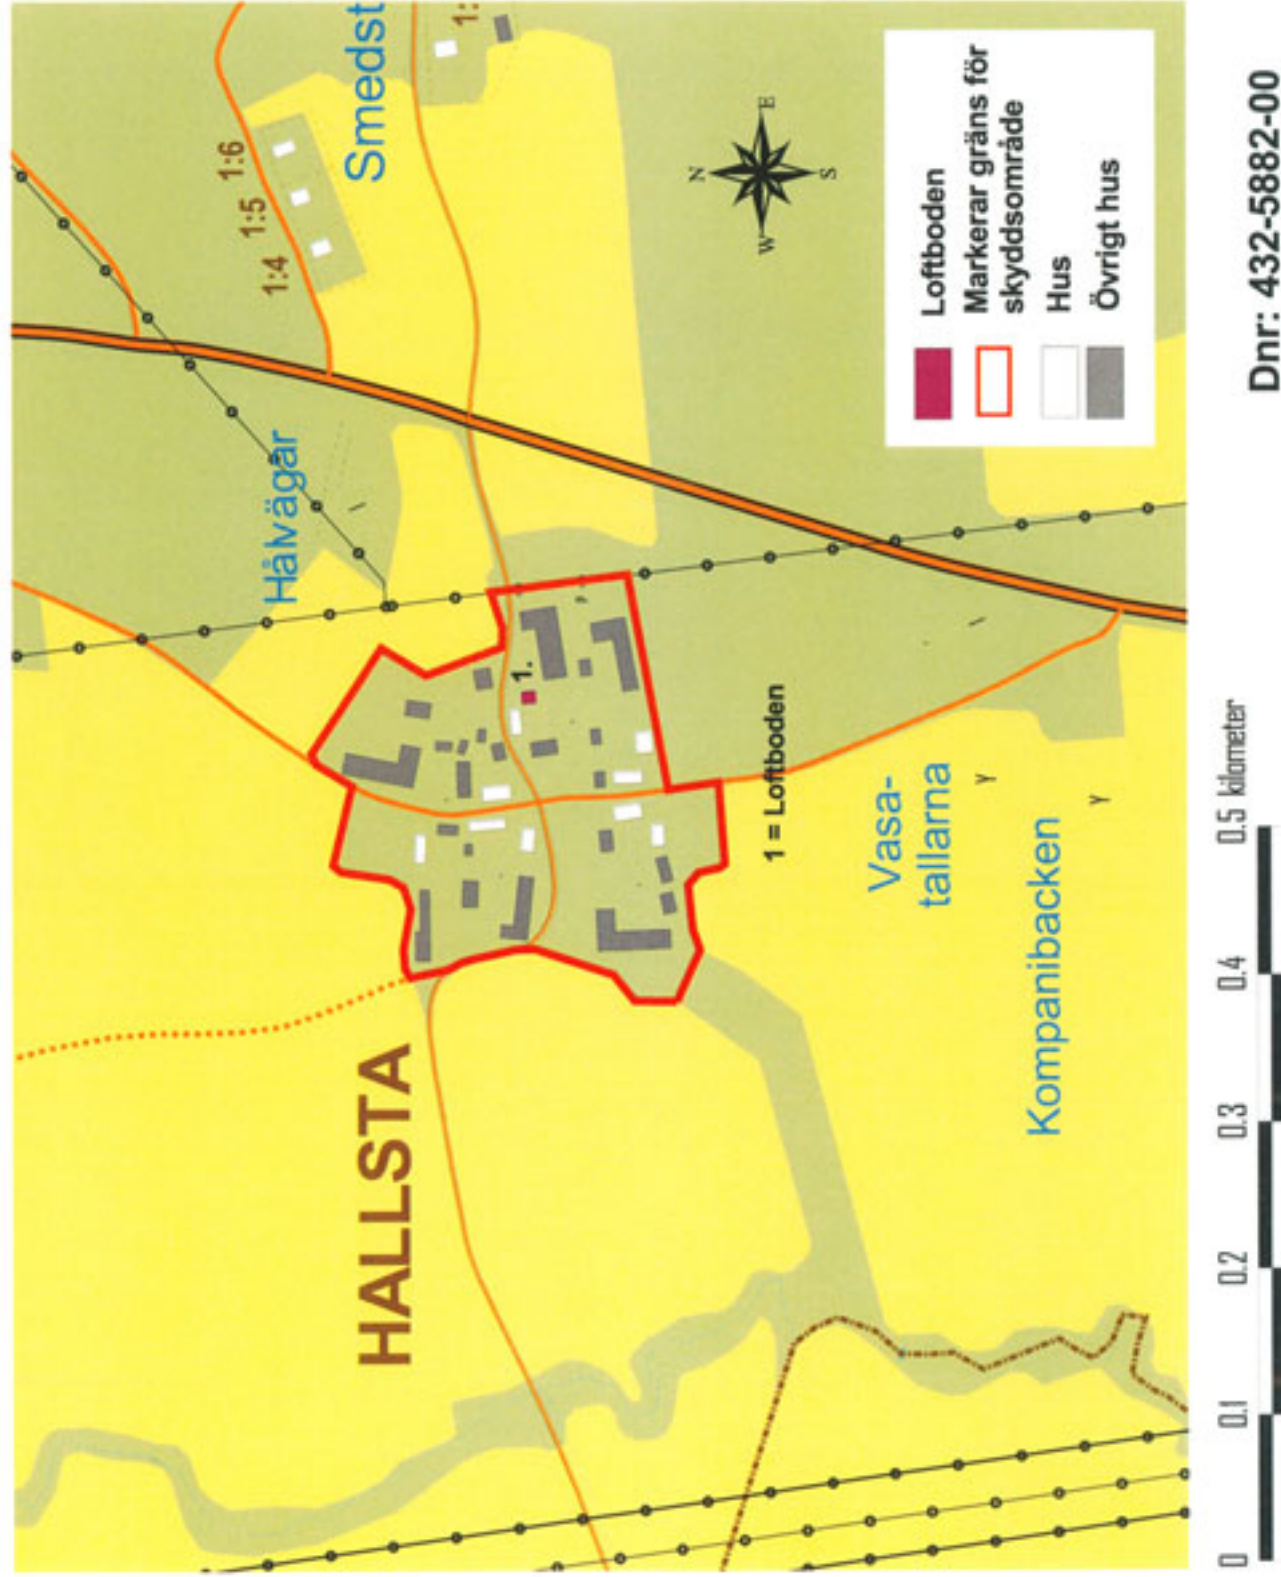 HALLSTA
Hålvägar
Smedst
1:4
1:5
1:6
1:
1.
1 = Loftboden
Vasa-
tallarna
Kompanibacken
Y
Y
N
E
S
W
Loftboden
Markerar gräns för
skyddsområde
Hus
Övrigt hus
0
0.1
0.2
0.3
0.4
0.5 kilometer
Dnr: 432-5882-00